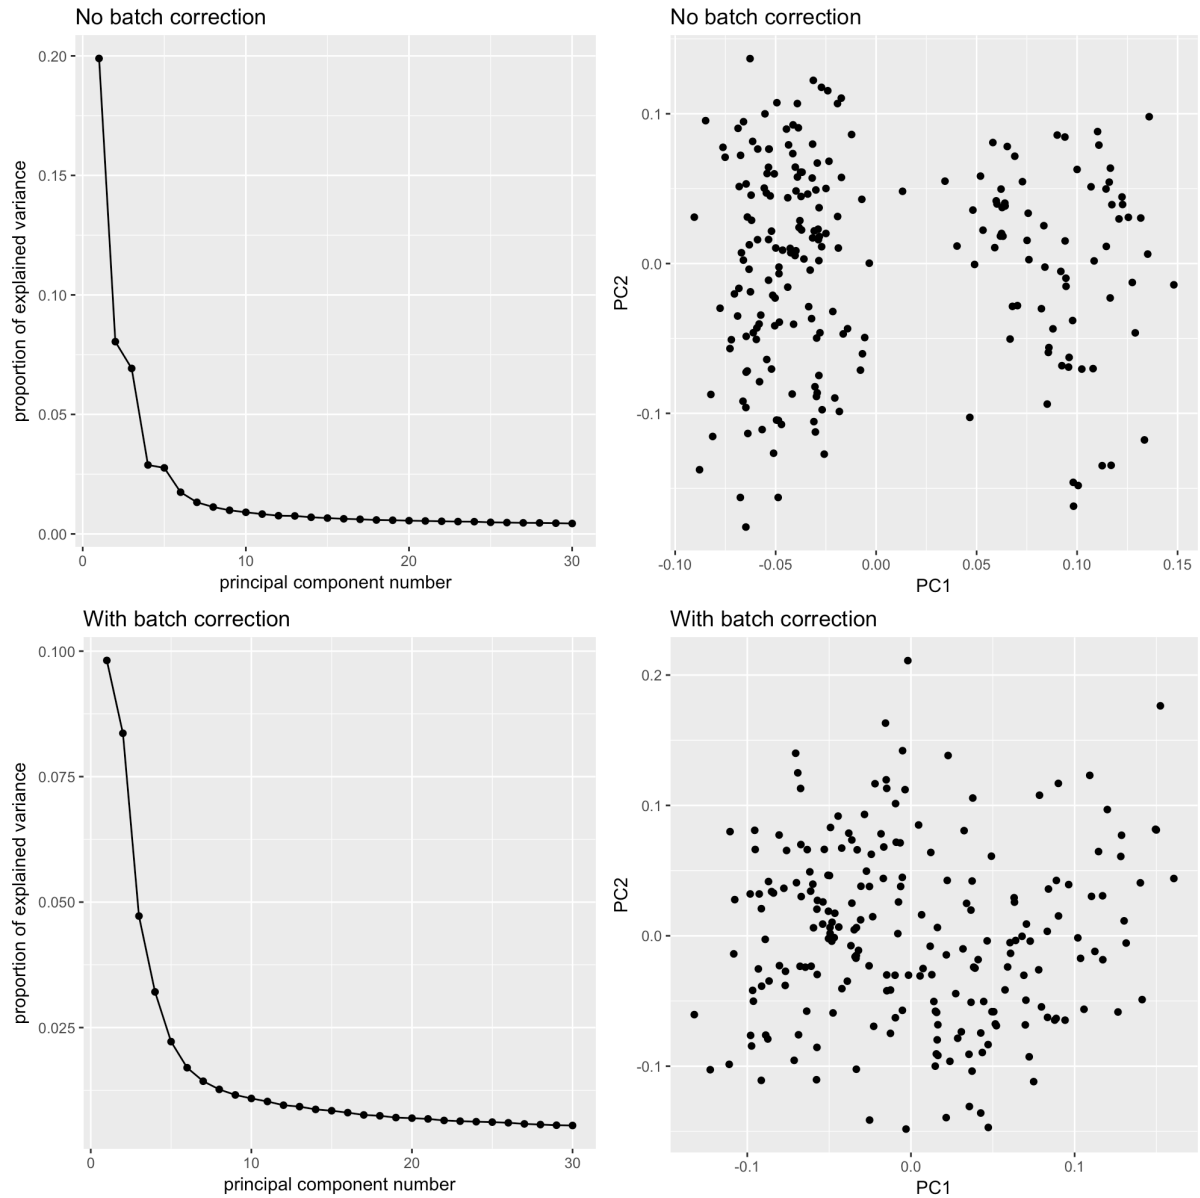 No batch correction
proportion of explained variance
0.20
0.15
0.10
0.05
0.00
0 10 20 30
principal component number
No batch correction
PC2
0.1
0.0
-0.1
-0.10 -0.05 0.00 0.05 0.10 0.15
PC1
With batch correction
proportion of explained variance
0.100
0.075
0.050
0.025
0 10 20 30
principal component number
With batch correction
PC2
0.2
0.1
0.0
-0.1
-0.1 0.0 0.1
PC1